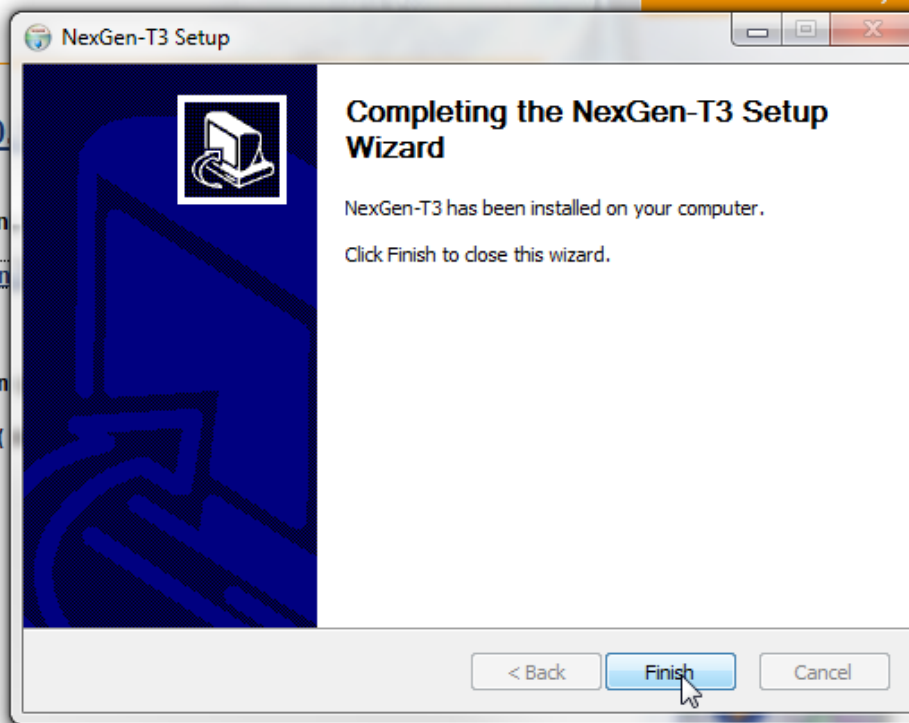 NexGen-T3 Setup
Completing the NexGen-T3 Setup
Wizard
NexGen-T3 has been installed on your computer.
Click Finish to close this wizard.
< Back
Finish
Cancel